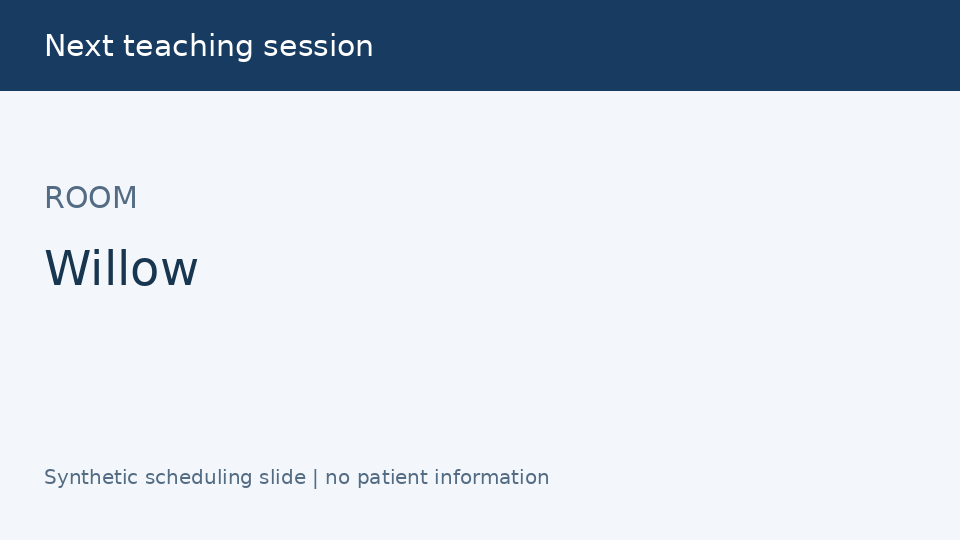 Next teaching session
ROOM
Willow
Synthetic scheduling slide | no patient information